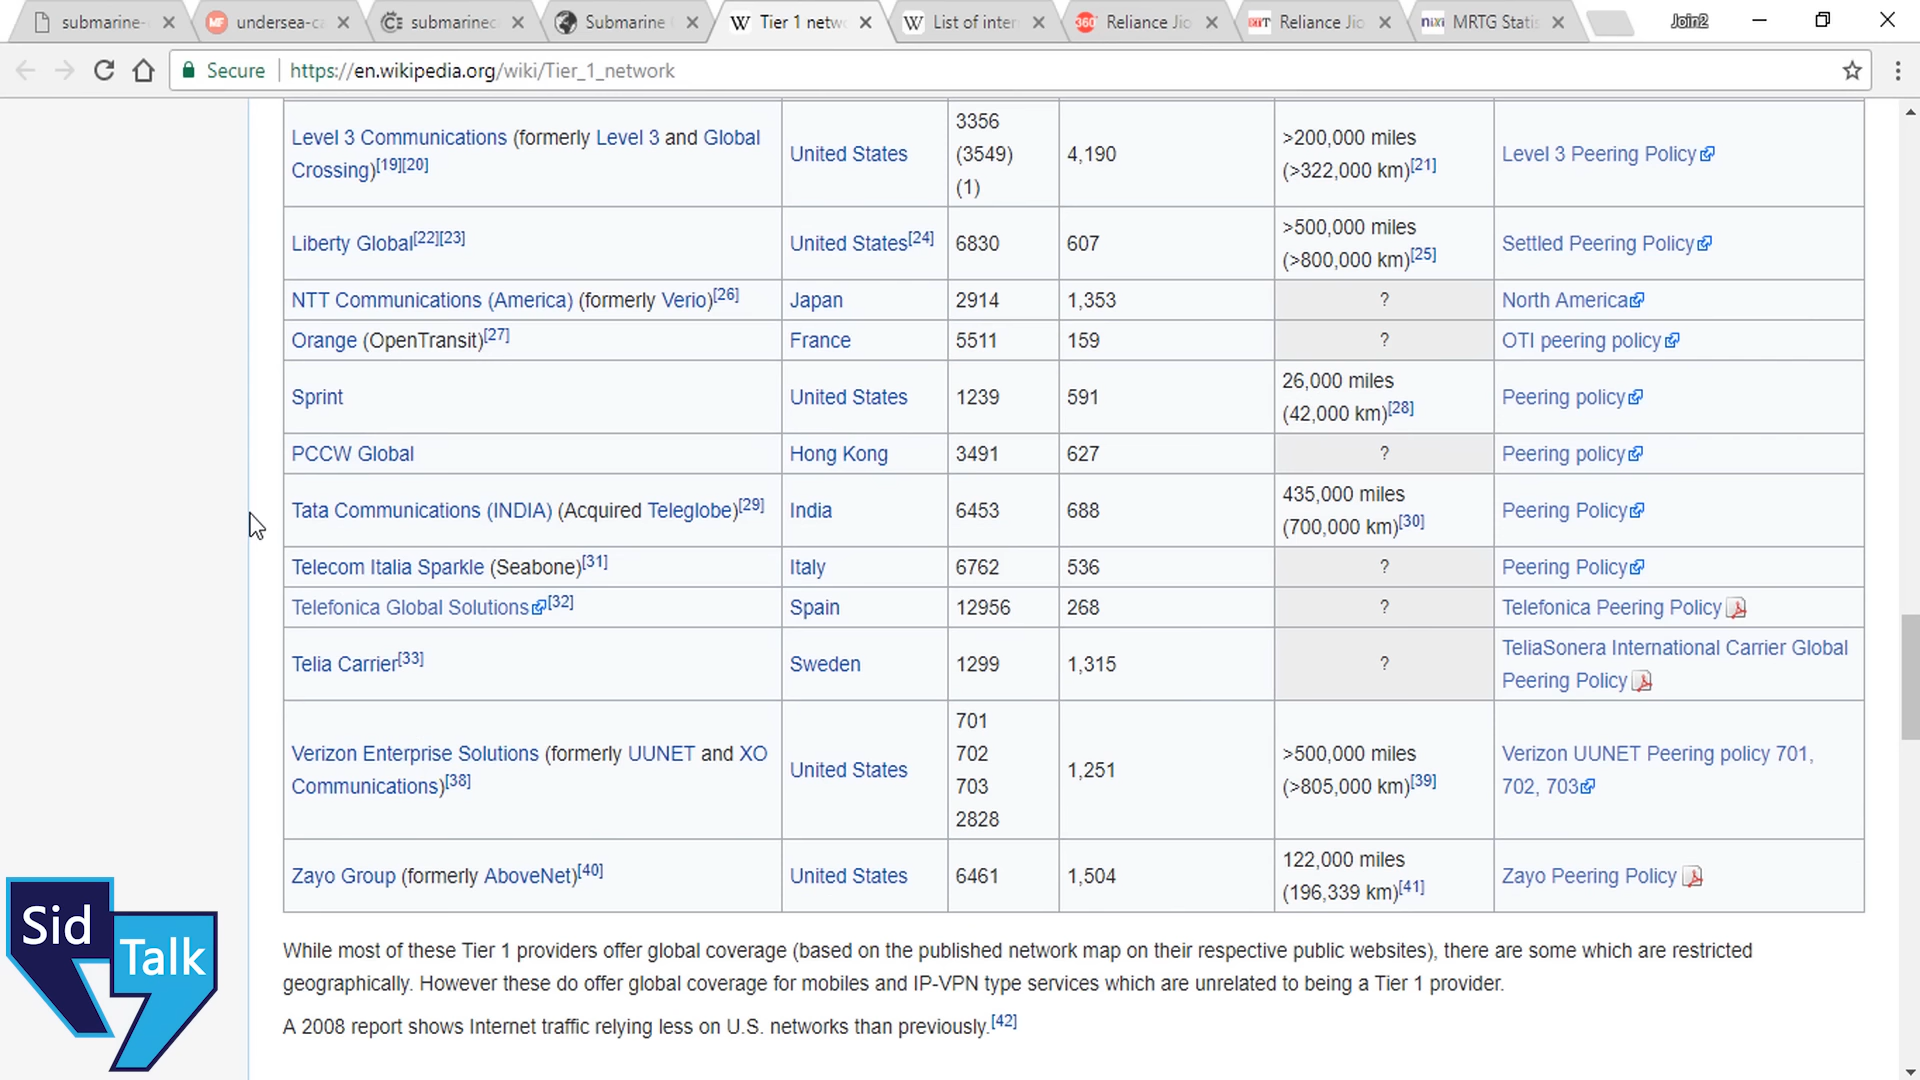 submarine-
undersea-ca
submarinec
Submarine
Tier 1 netw
List of inter
Reliance Jio
Reliance Jio
MRTG Stati
Join2
Secure
https://en.wikipedia.org/wiki/Tier_1_network
Level 3 Communications (formerly Level 3 and Global
Crossing)[19][20]
United States
3356
(3549)
(1)
4,190
>200,000 miles
(>322,000 km)[21]
Level 3 Peering Policy
Liberty Global[22][23]
United States[24]
6830
607
>500,000 miles
(>800,000 km)[25]
Settled Peering Policy
NTT Communications (America) (formerly Verio)[26]
Japan
2914
1,353
?
North America
Orange (OpenTransit)[27]
France
5511
159
?
OTI peering policy
Sprint
United States
1239
591
26,000 miles
(42,000 km)[28]
Peering policy
PCCW Global
Hong Kong
3491
627
?
Peering policy
Tata Communications (INDIA) (Acquired Teleglobe)[29]
India
6453
688
435,000 miles
(700,000 km)[30]
Peering Policy
Telecom Italia Sparkle (Seabone)[31]
Italy
6762
536
?
Peering Policy
Telefonica Global Solutions[32]
Spain
12956
268
?
Telefonica Peering Policy
Telia Carrier[33]
Sweden
1299
1,315
?
TeliaSonera International Carrier Global
Peering Policy
Verizon Enterprise Solutions (formerly UUNET and XO
Communications)[38]
United States
701
702
703
2828
1,251
>500,000 miles
(>805,000 km)[39]
Verizon UUNET Peering policy 701,
702, 703
Zayo Group (formerly AboveNet)[40]
United States
6461
1,504
122,000 miles
(196,339 km)[41]
Zayo Peering Policy
While most of these Tier 1 providers offer global coverage (based on the published network map on their respective public websites), there are some which are restricted
geographically. However these do offer global coverage for mobiles and IP-VPN type services which are unrelated to being a Tier 1 provider.
A 2008 report shows Internet traffic relying less on U.S. networks than previously.[42]
Sid
Talk